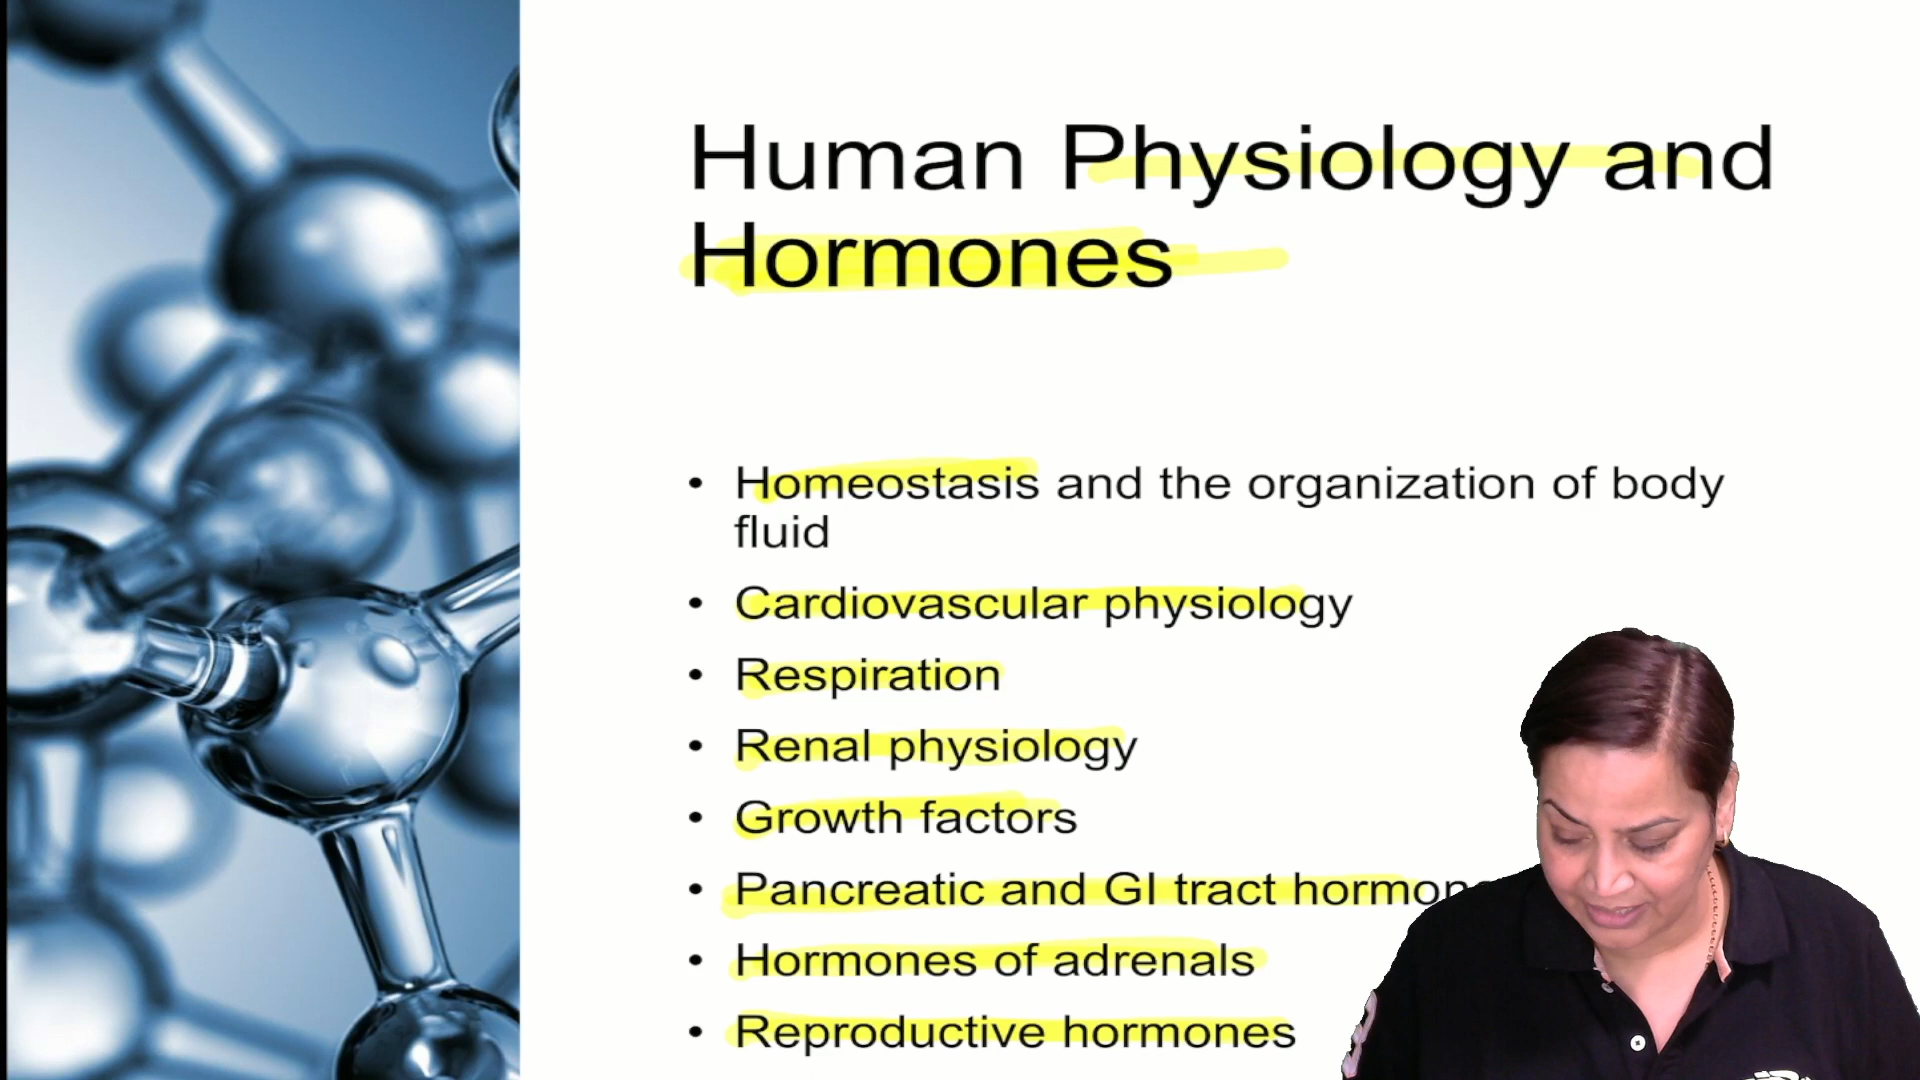 Human Physiology and
Hormones
• Homeostasis and the organization of body
fluid
• Cardiovascular physiology
• Respiration
• Renal physiology
• Growth factors
• Pancreatic and GI tract
• Hormones of adrenals
• Reproductive hormones